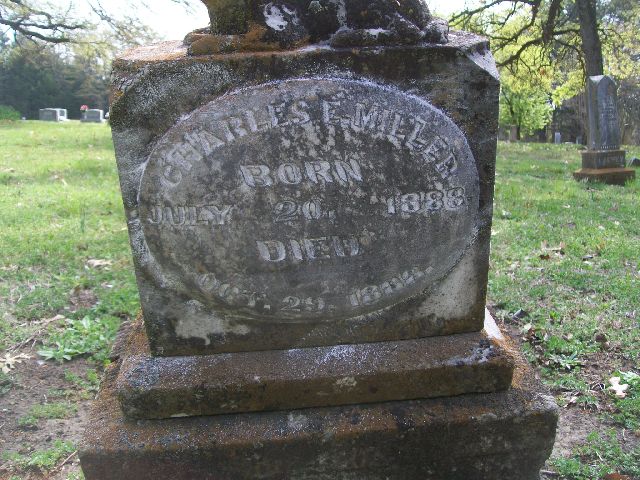 CHARLES E. MILLER
BORN
JULY 20. 1888
DIED
OCT. 29.